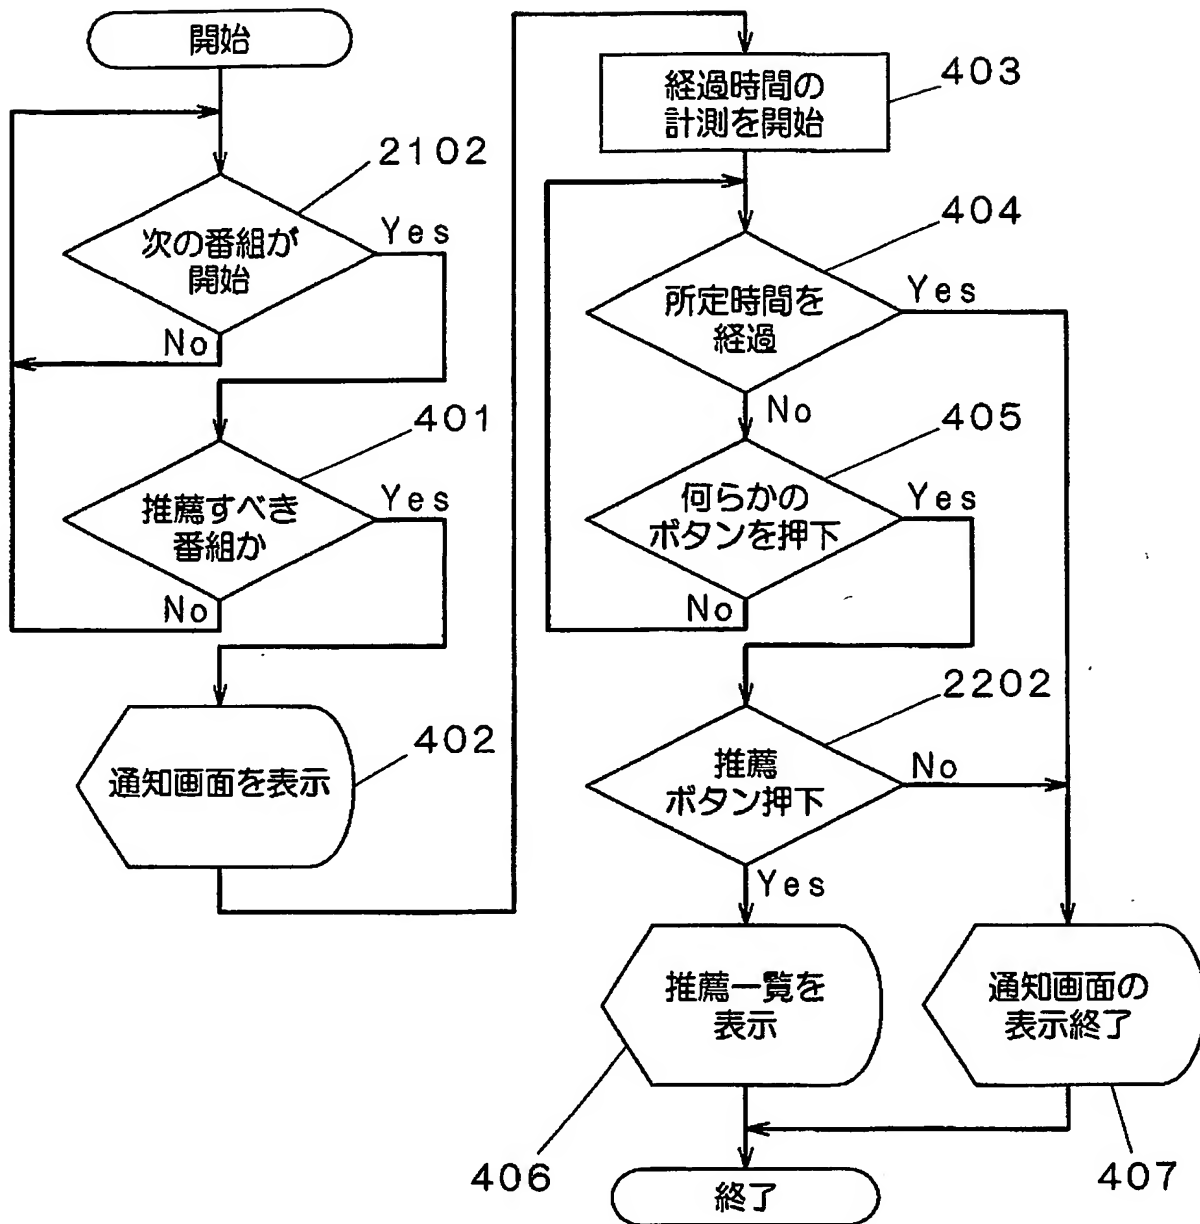 開始
2102
次の番組が
開始
Yes
No
401
推薦すべき
番組か
Yes
No
通知画面を表示
402
経過時間の
計測を開始
403
404
所定時間を
経過
Yes
No
405
何らかの
ボタンを押下
Yes
No
2202
推薦
ボタン押下
No
Yes
推薦一覧を
表示
通知画面の
表示終了
406
407
終了